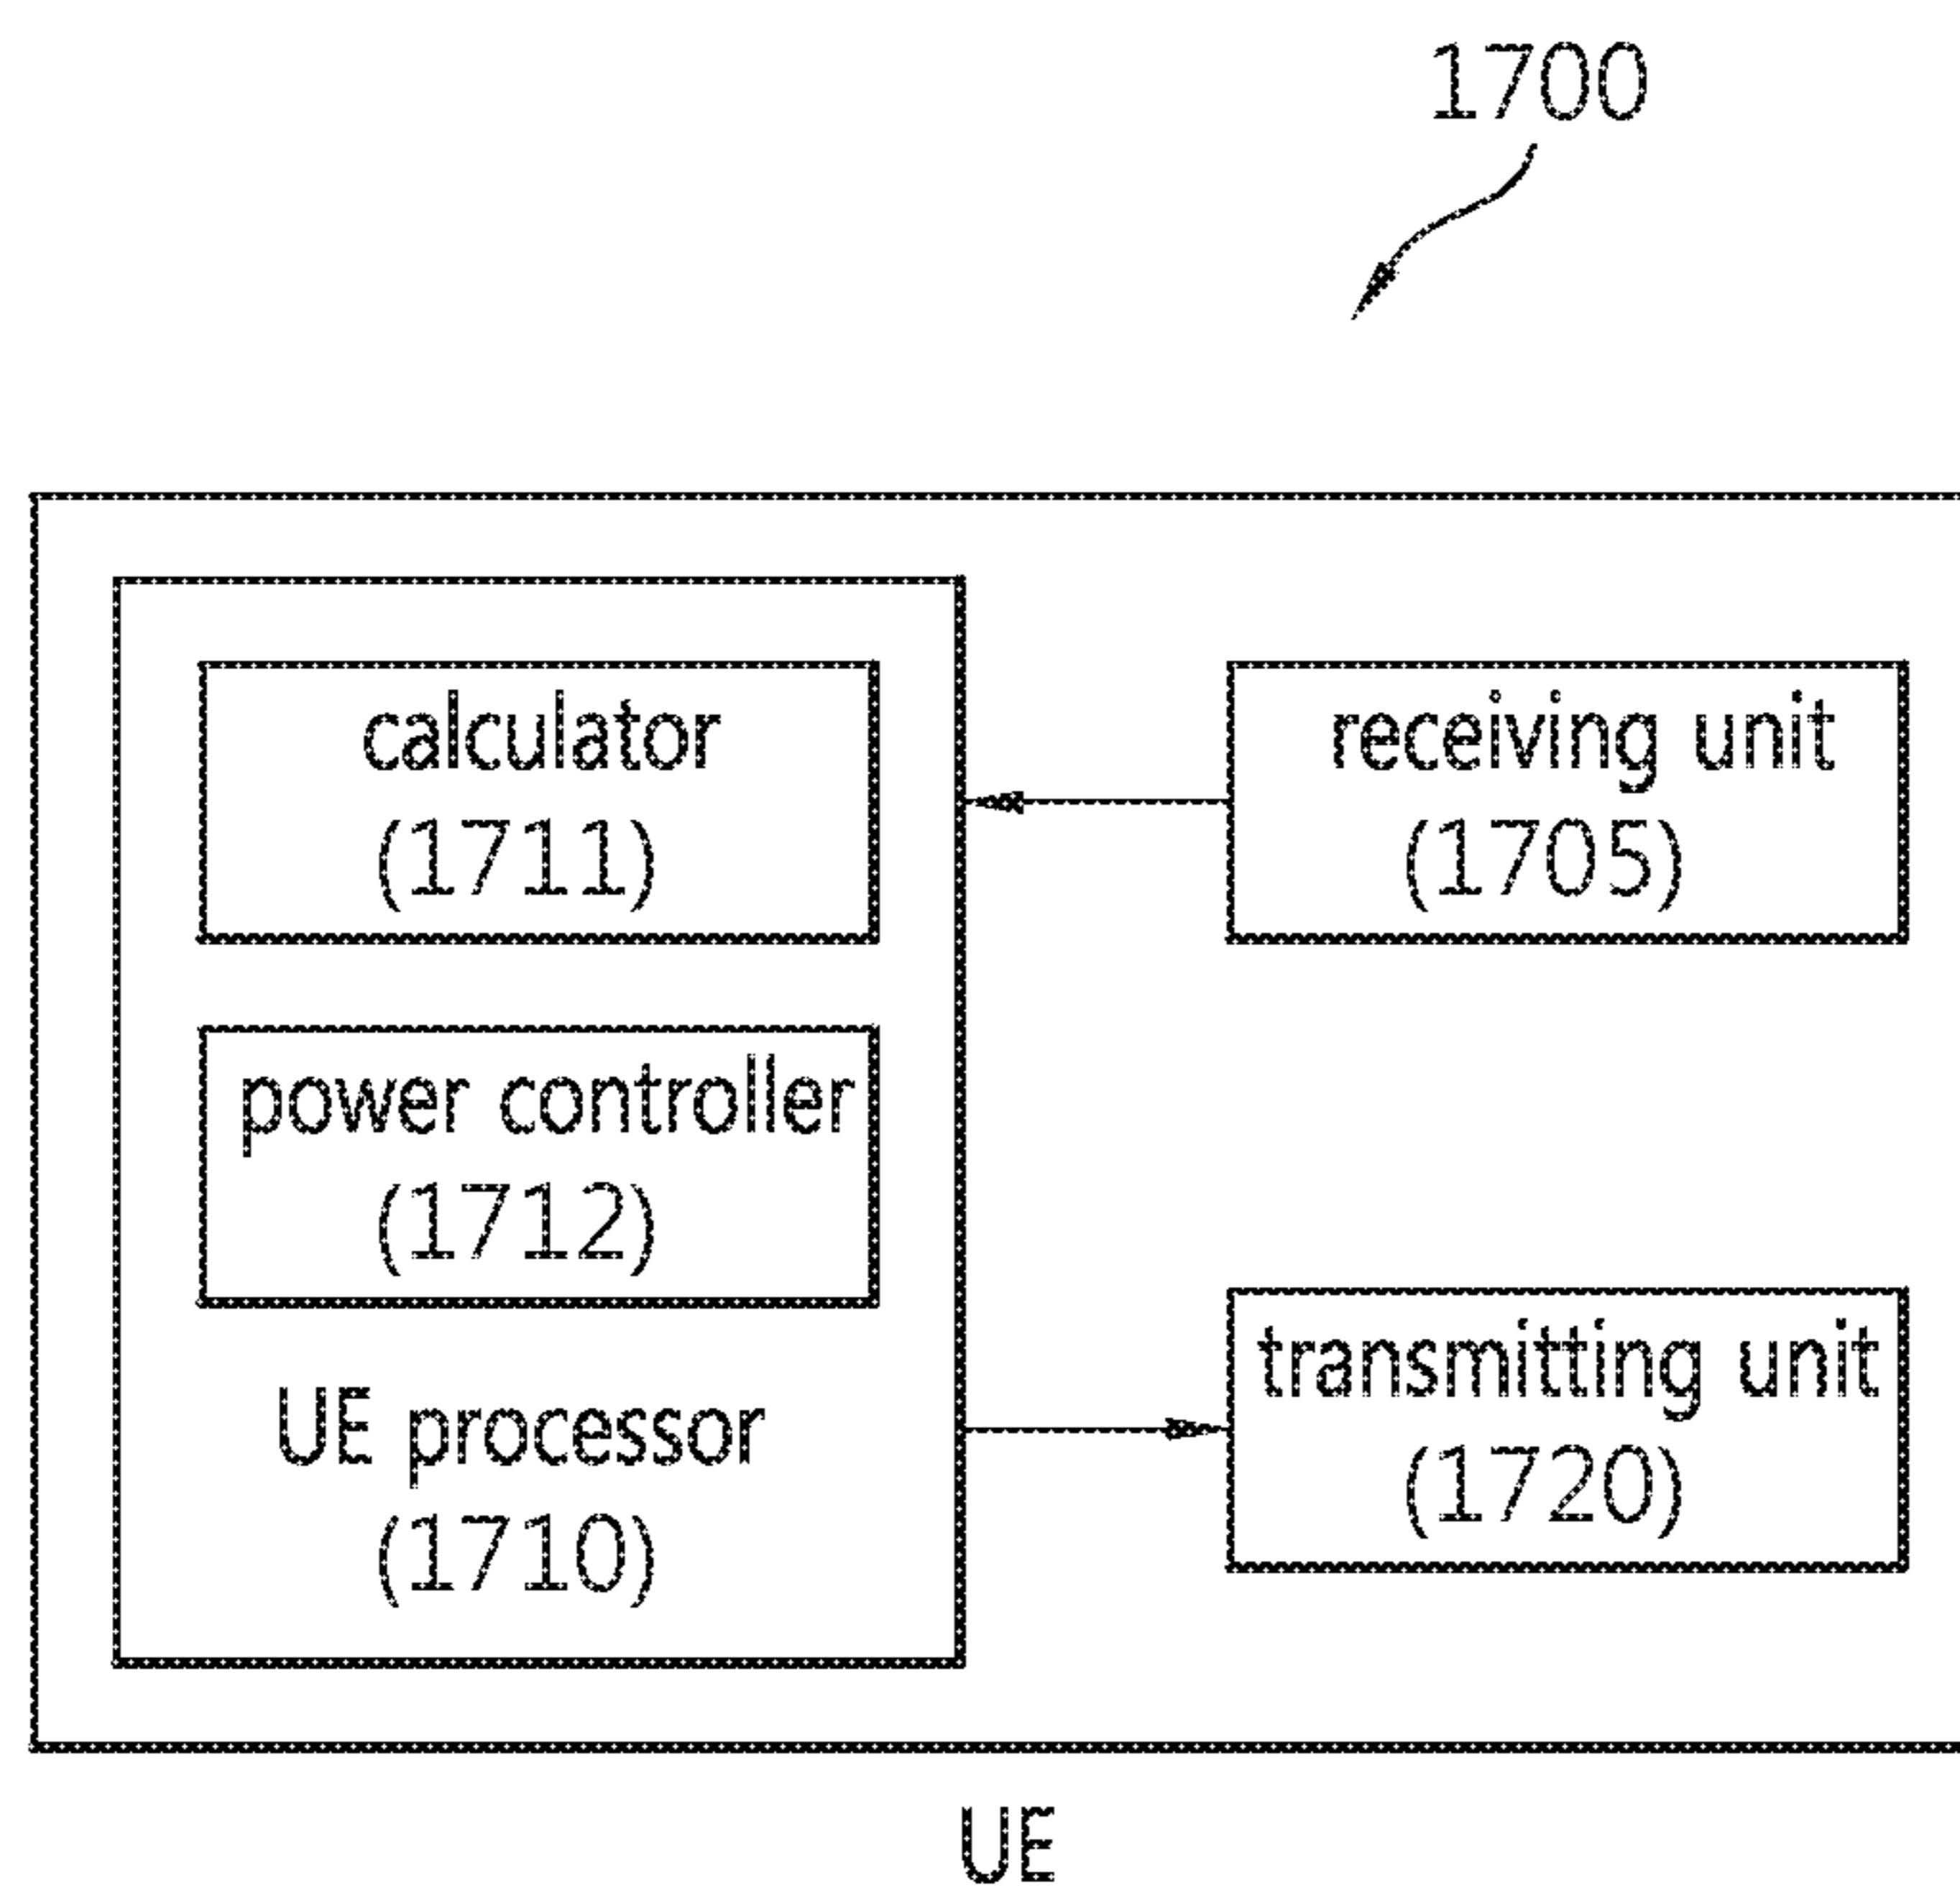 1700
calculator
(1711)
receiving unit
(1705)
power controller
(1712)
transmitting unit
(1720)
UE processor
(1710)
UE